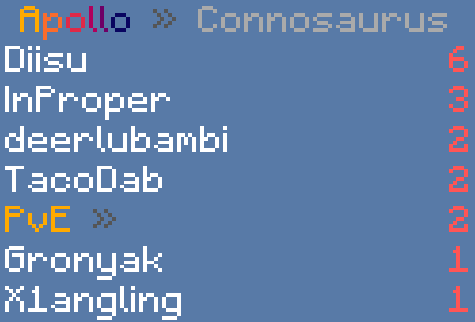 Apollo » Connosaurus
Diisu 6
InProper 3
deerlubambi 2
TacoDab 2
PvE » 2
Gronyak 1
X1angling 1